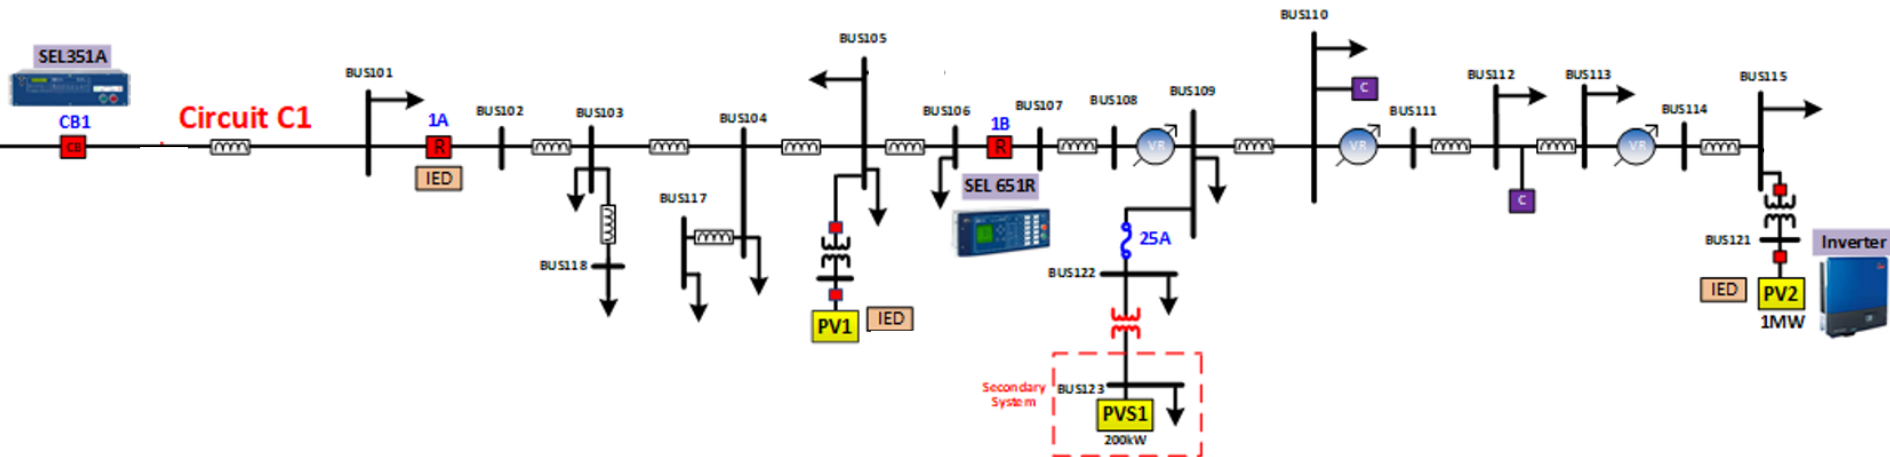 BUS110
BUS105
SEL351A
BUS101
BUS112
BUS113
BUS115
CB1
Circuit C1
1A
BUS102
BUS103
BUS104
BUS106
1B
BUS107
BUS108
BUS109
C
BUS111
BUS114
CB
R
R
VR
VR
VR
IED
SEL 651R
BUS117
C
25A
BUS118
BUS122
BUS121
Inverter
IED
PV2
1MW
PV1
IED
Secondary
System
BUS123
PVS1
200kW